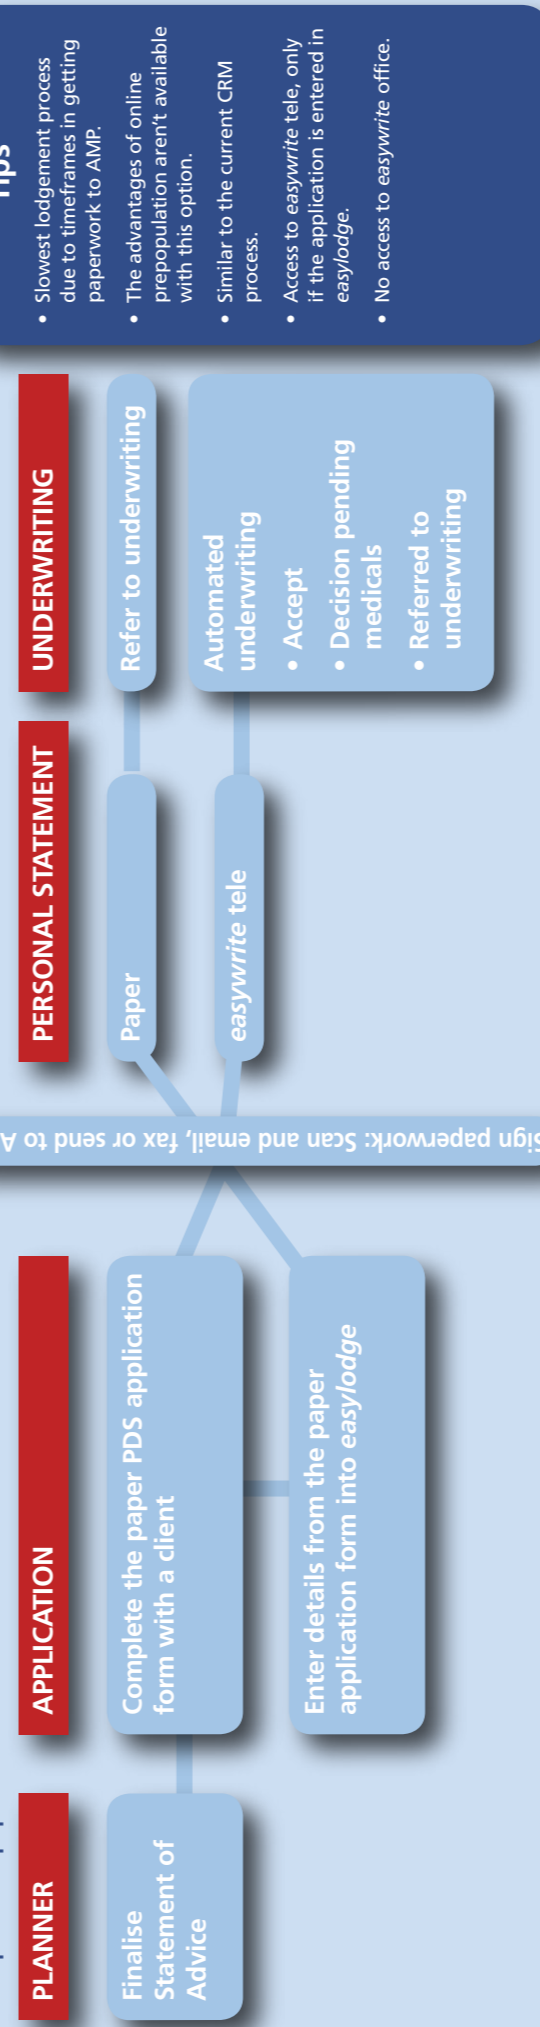 PLANNER
Finalise
Statement of
Advice
APPLICATION
Complete the paper PDS application
form with a client
Enter details from the paper
application form into easylodge
Sign paperwork: Scan and email, fax or send to A
PERSONAL STATEMENT
Paper
easywrite tele
UNDERWRITING
Refer to underwriting
Automated
underwriting
• Accept
• Decision pending
medicals
• Referred to
underwriting
Tips
• Slowest lodgement process
due to timeframes in getting
paperwork to AMP.
• The advantages of online
prepopulation aren't available
with this option.
• Similar to the current CRM
process.
• Access to easywrite tele, only
if the application is entered in
easylodge.
• No access to easywrite office.